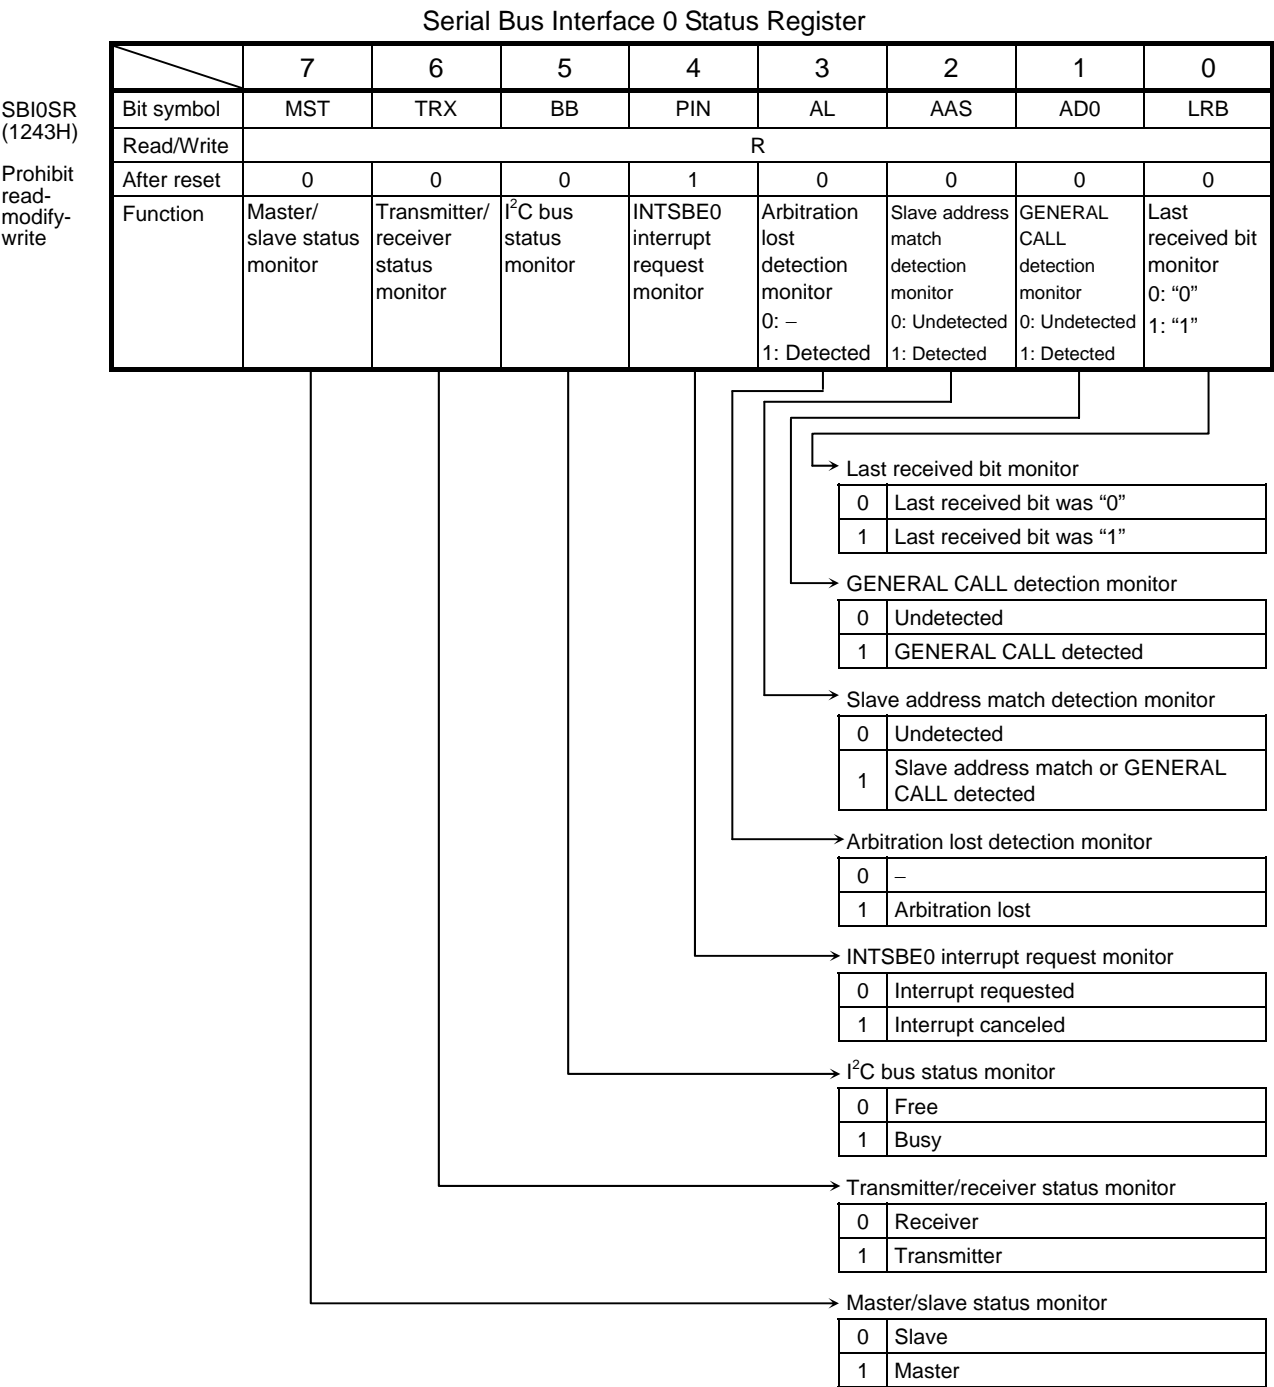 Serial Bus Interface 0 Status Register
7 6 5 4 3 2 1 0
SBI0SR
(1243H)
Prohibit
read-
modify-
write
Bit symbol MST TRX BB PIN AL AAS AD0 LRB
Read/Write R
After reset 0 0 0 1 0 0 0 0
Function
Master/
slave status
monitor
Transmitter/
receiver
status
monitor
I²C bus
status
monitor
INTSBE0
interrupt
request
monitor
Arbitration
lost
detection
monitor
0: –
1: Detected
Slave address
match
detection
monitor
0: Undetected
1: Detected
GENERAL
CALL
detection
monitor
0: Undetected
1: Detected
Last
received bit
monitor
0: “0”
1: “1”
Last received bit monitor
0 Last received bit was “0”
1 Last received bit was “1”
GENERAL CALL detection monitor
0 Undetected
1 GENERAL CALL detected
Slave address match detection monitor
0 Undetected
1 Slave address match or GENERAL
CALL detected
Arbitration lost detection monitor
0 –
1 Arbitration lost
INTSBE0 interrupt request monitor
0 Interrupt requested
1 Interrupt canceled
I²C bus status monitor
0 Free
1 Busy
Transmitter/receiver status monitor
0 Receiver
1 Transmitter
Master/slave status monitor
0 Slave
1 Master